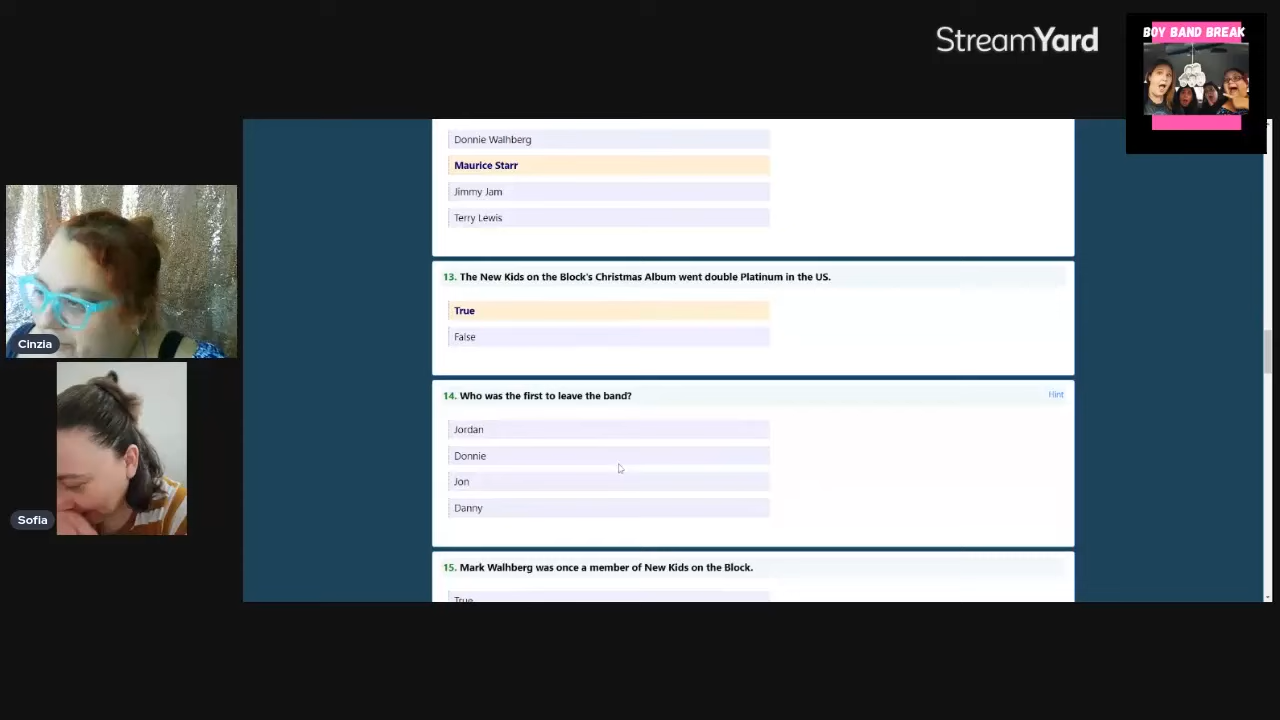 StreamYard
BOY BAND BREAK
Donnie Walhberg
Maurice Starr
Jimmy Jam
Terry Lewis
13. The New Kids on the Block's Christmas Album went double Platinum in the US.
True
False
14. Who was the first to leave the band?
Hint
Jordan
Donnie
Jon
Danny
15. Mark Walhberg was once a member of New Kids on the Block.
True
Cinzia
Sofia